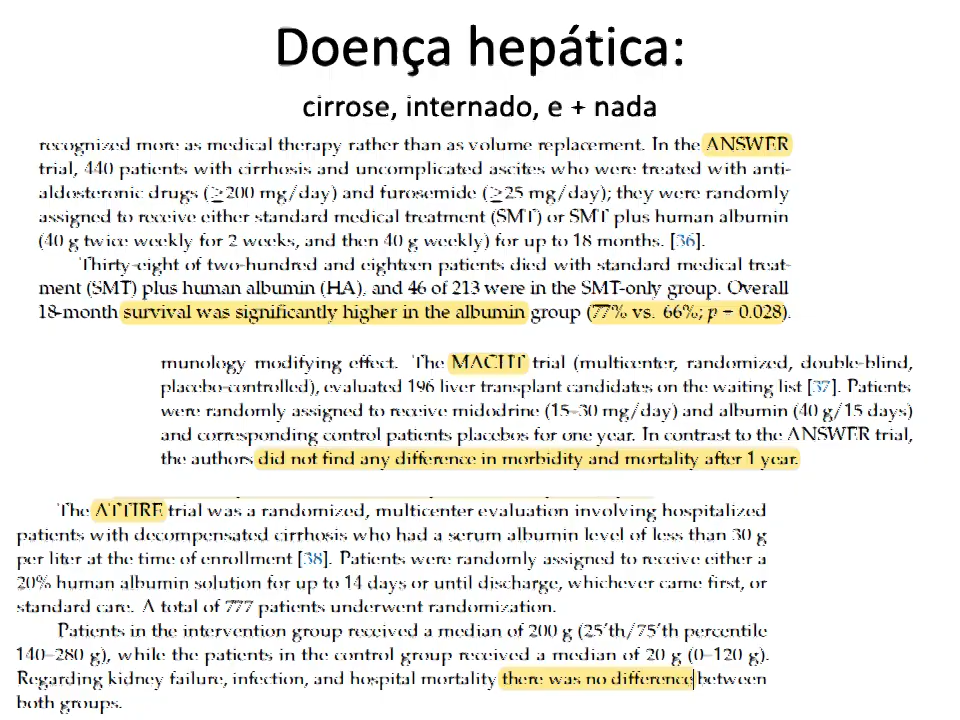 Doença hepática:
cirrose, internado, e + nada
recognized more as medical therapy rather than as volume replacement. In the ANSWER
trial, 440 patients with cirrhosis and uncomplicated ascites who were treated with anti-
aldosteronic drugs (≥200 mg/day) and furosemide (≥25 mg/day); they were randomly
assigned to receive either standard medical treatment (SMT) or SMT plus human albumin
(40 g twice weekly for 2 weeks, and then 40 g weekly) for up to 18 months. [36].
Thirty-eight of two-hundred and eighteen patients died with standard medical treat-
ment (SMT) plus human albumin (HA), and 46 of 213 were in the SMT-only group. Overall
18-month survival was significantly higher in the albumin group (77% vs. 66%; p = 0.028).
munology modifying effect. The MACHT trial (multicenter, randomized, double-blind,
placebo-controlled), evaluated 196 liver transplant candidates on the waiting list [37]. Patients
were randomly assigned to receive midodrine (15–30 mg/day) and albumin (40 g/15 days)
and corresponding control patients placebos for one year. In contrast to the ANSWER trial,
the authors did not find any difference in morbidity and mortality after 1 year.
The ATTIRE trial was a randomized, multicenter evaluation involving hospitalized
patients with decompensated cirrhosis who had a serum albumin level of less than 30 g
per liter at the time of enrollment [38]. Patients were randomly assigned to receive either a
20% human albumin solution for up to 14 days or until discharge, whichever came first, or
standard care. A total of 777 patients underwent randomization.
Patients in the intervention group received a median of 200 g (25'th/75'th percentile
140–280 g), while the patients in the control group received a median of 20 g (0–120 g).
Regarding kidney failure, infection, and hospital mortality there was no difference between
both groups.